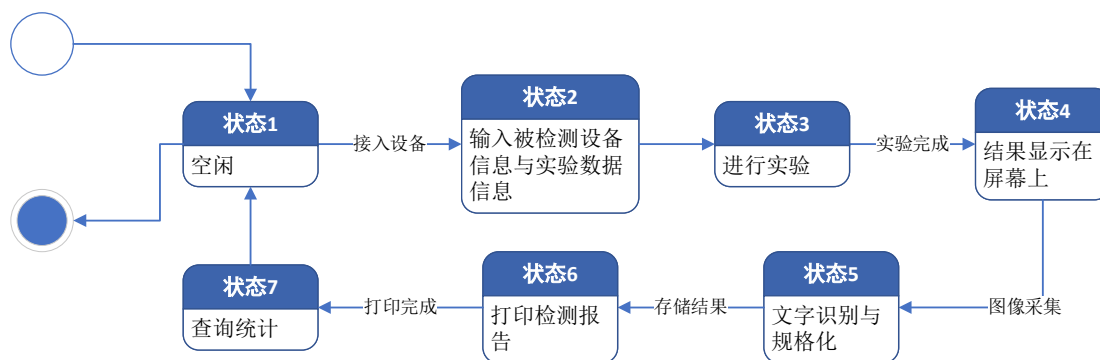 状态1
空闲
接入设备
状态2
输入被检测设备
信息与实验数据
信息
状态3
进行实验
实验完成
状态4
结果显示在
屏幕上
图像采集
状态5
文字识别与
规格化
存储结果
状态6
打印检测报
告
打印完成
状态7
查询统计